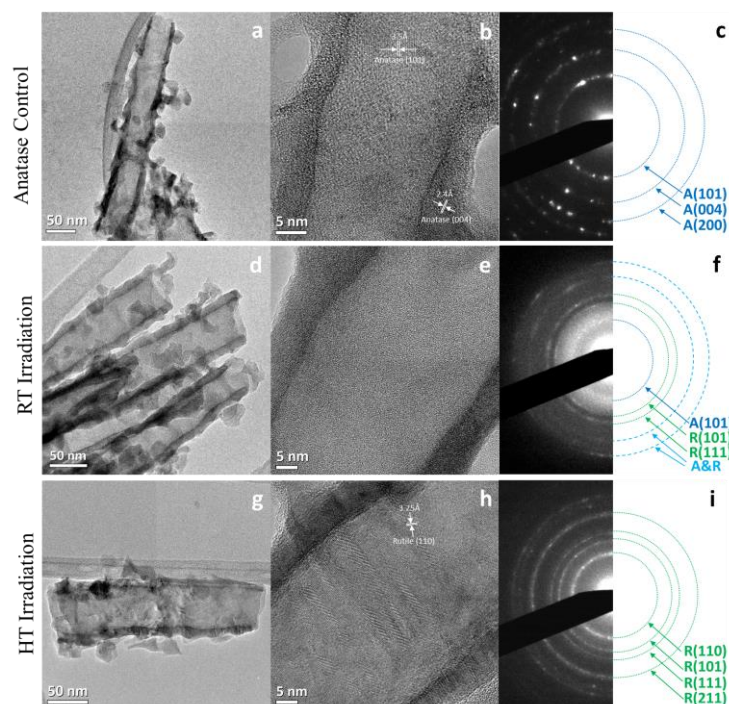 Anatase Control
a
50 nm
b
3.5Å
Anatase (101)
2.4Å
Anatase (004)
5 nm
c
A(101)
A(004)
A(200)
RT Irradiation
d
50 nm
e
5 nm
f
A(101)
R(101)
R(111)
A&R
HT Irradiation
g
50 nm
h
3.25Å
Rutile (110)
5 nm
i
R(110)
R(101)
R(111)
R(211)